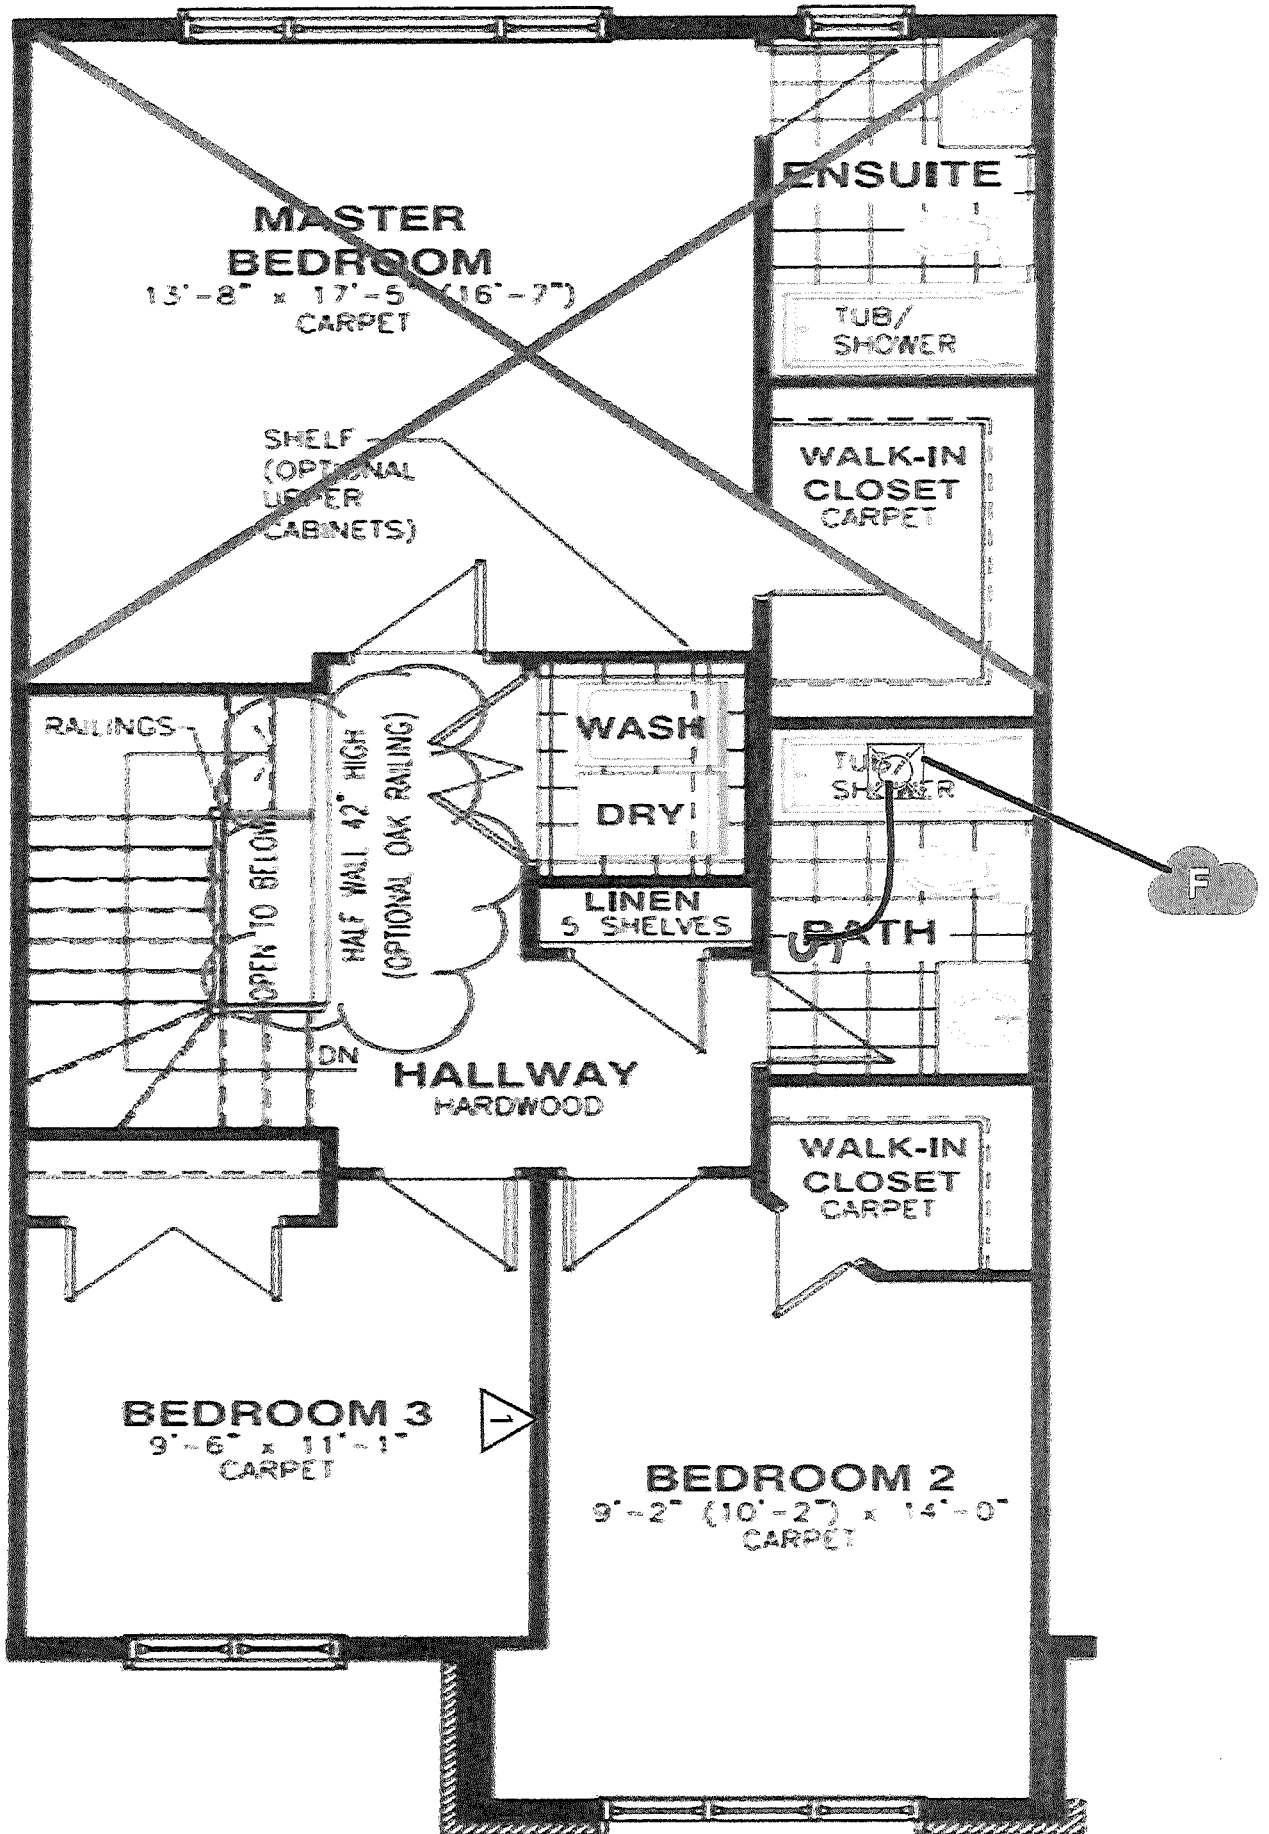 ENSUITE
MASTER
BEDROOM
13'-8" x 17'-5" (16'-7")
CARPET
TUB/
SHOWER
SHELF
(OPTIONAL
UPPER
CABINETS)
WALK-IN
CLOSET
CARPET
RAILINGS
OPEN TO BELOW
HALF WALL 42" HIGH
(OPTIONAL OAK RAILING)
WASH
DRY
LINEN
5 SHELVES
TUB/
SHOWER
F
BATH
S
DN
HALLWAY
HARDWOOD
WALK-IN
CLOSET
CARPET
BEDROOM 3
9'-6" x 11'-1"
CARPET
1
BEDROOM 2
9'-2" (10'-2") x 14'-0"
CARPET